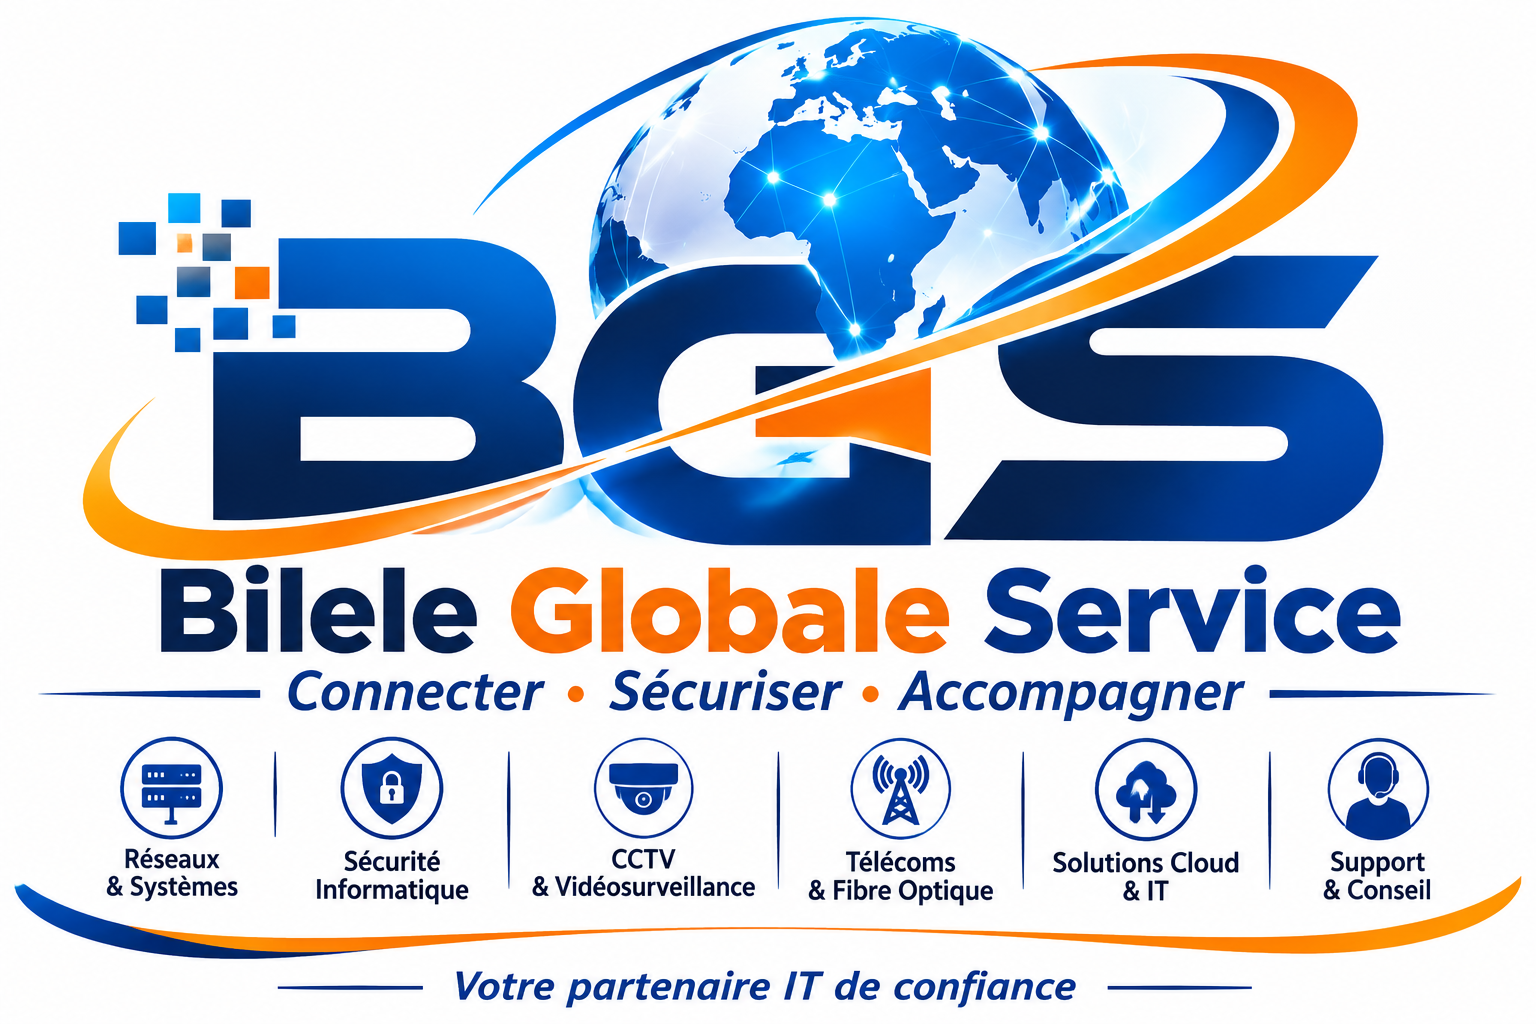 BGS
Bilele Globale Service
Connecter • Sécuriser • Accompagner
Réseaux
& Systèmes
Sécurité
Informatique
CCTV
& Vidéosurveillance
Télécoms
& Fibre Optique
Solutions Cloud
& IT
Support
& Conseil
Votre partenaire IT de confiance